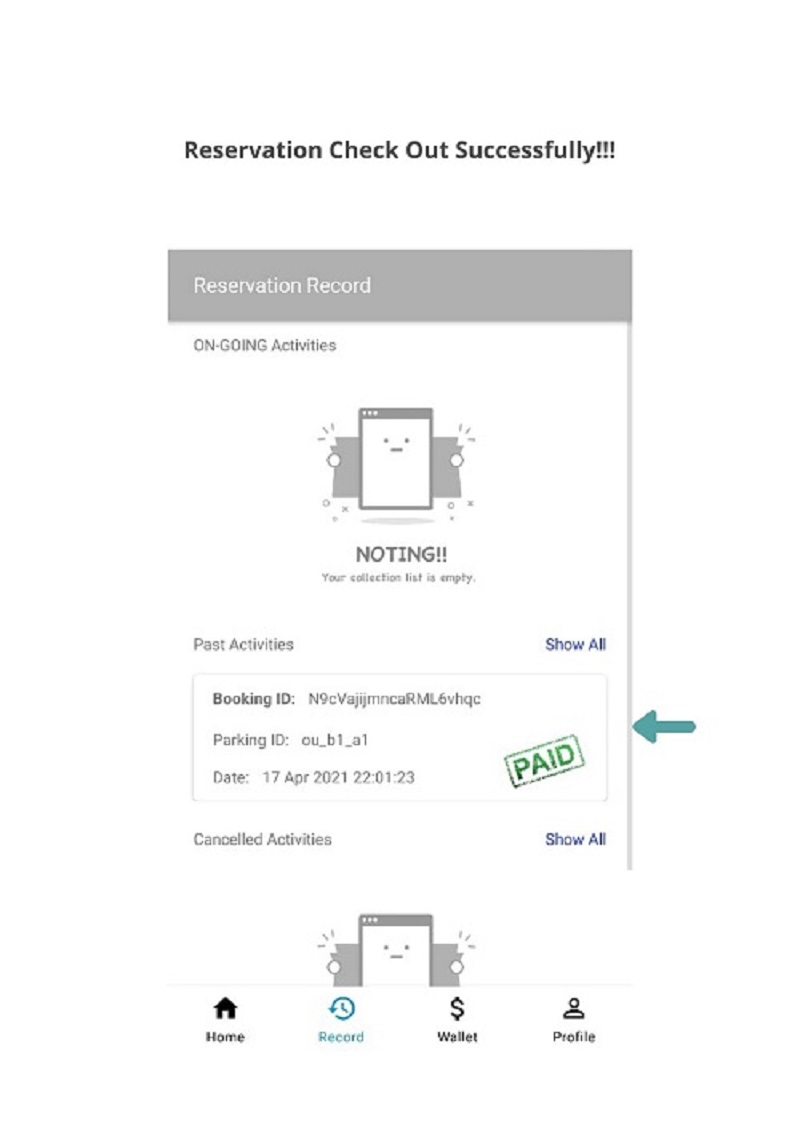 Reservation Check Out Successfully!!!
Reservation Record
ON-GOING Activities
NOTING!!
Your collection list is empty.
Past Activities Show All
Booking ID: N9cVajijmncaRML6vhqc
Parking ID: ou_b1_a1
PAID
Date: 17 Apr 2021 22:01:23
Cancelled Activities Show All
Home Record Wallet Profile